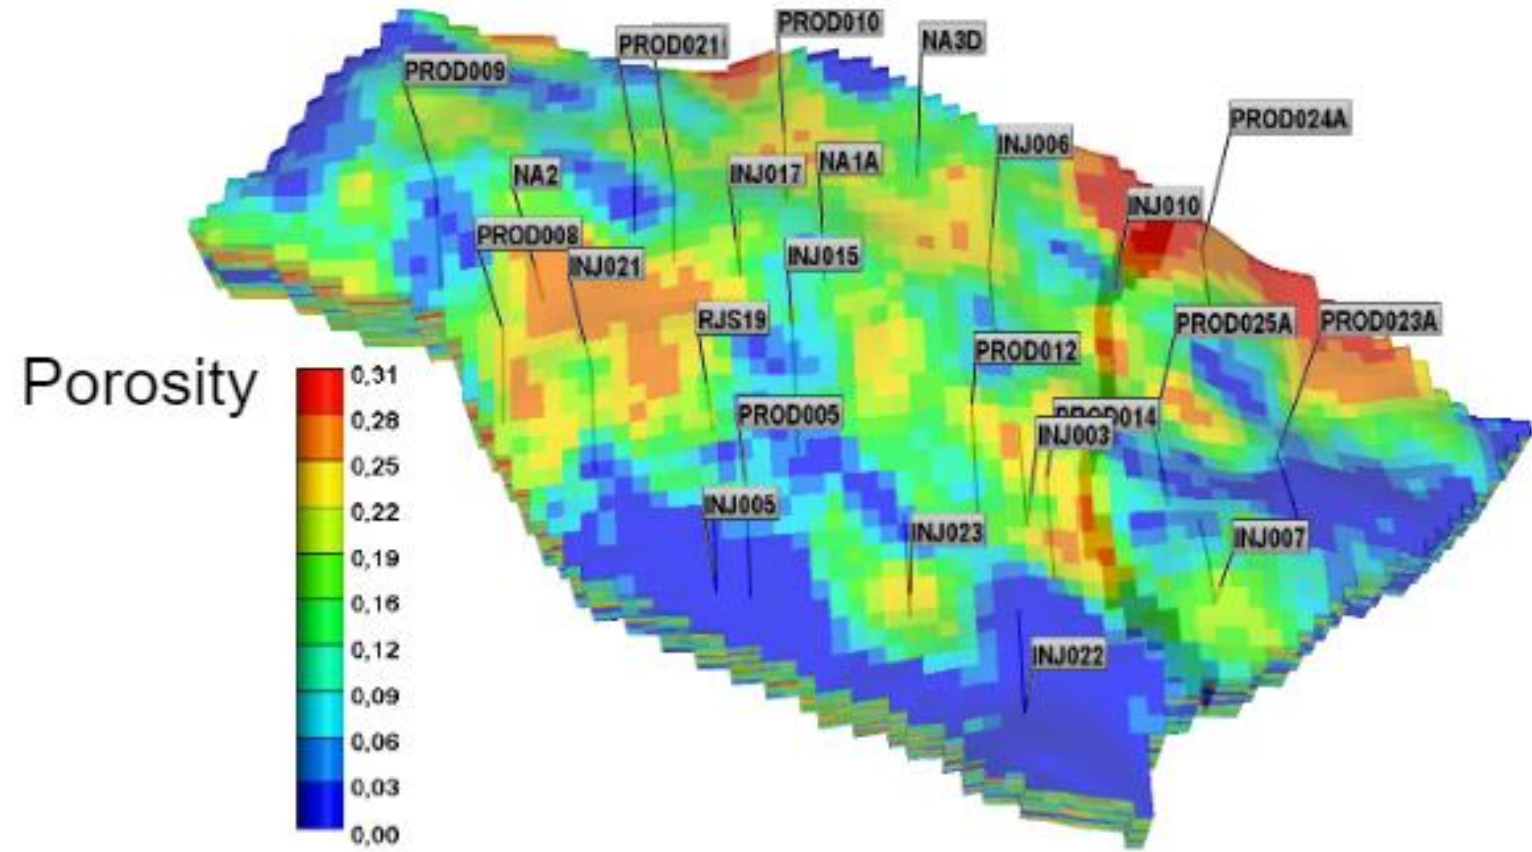 PROD010
PROD021
NA3D
PROD009
PROD024A
INJ006
NA1A
INJ017
NA2
INJ010
PROD008
INJ021
INJ015
RJS19
PROD025A
PROD023A
PROD012
PROD005
PROD014
INJ003
INJ005
INJ023
INJ007
INJ022
Porosity
0,31
0,28
0,25
0,22
0,19
0,16
0,12
0,09
0,06
0,03
0,00